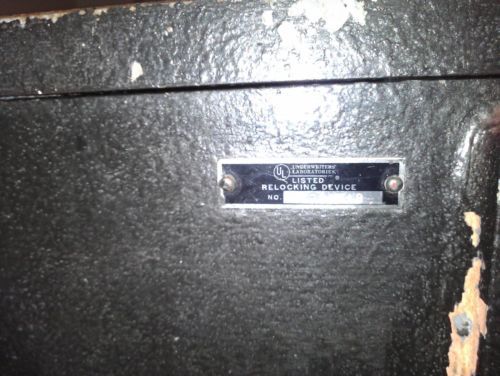 UL UNDERWRITERS
LABORATORIES®
LISTED
RELOCKING DEVICE
NO.